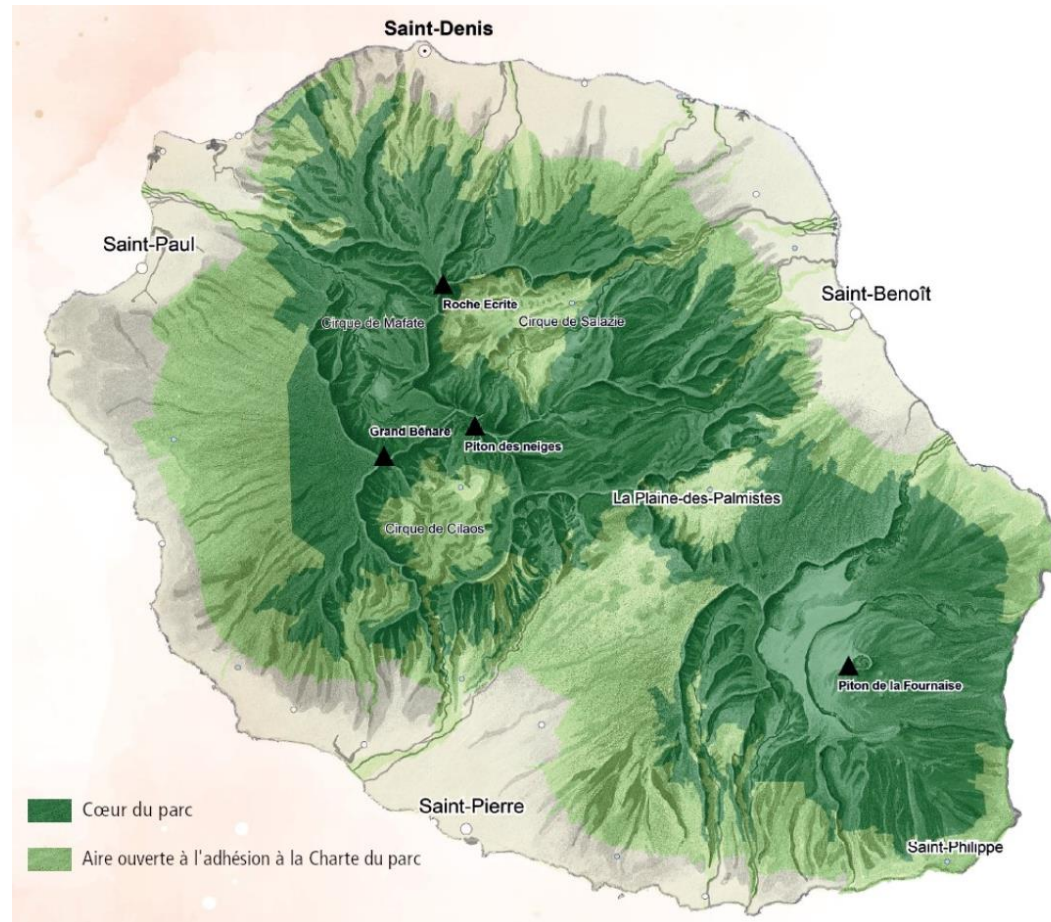 Saint-Denis
Saint-Paul
Roche Ecrite
Saint-Benoît
Cirque de Mafate
Cirque de Salazie
Grand Bénare
Piton des neiges
La Plaine-des-Palmistes
Cirque de Cilaos
Piton de la Fournaise
Saint-Pierre
Saint-Philippe
Cœur du parc
Aire ouverte à l'adhésion à la Charte du parc